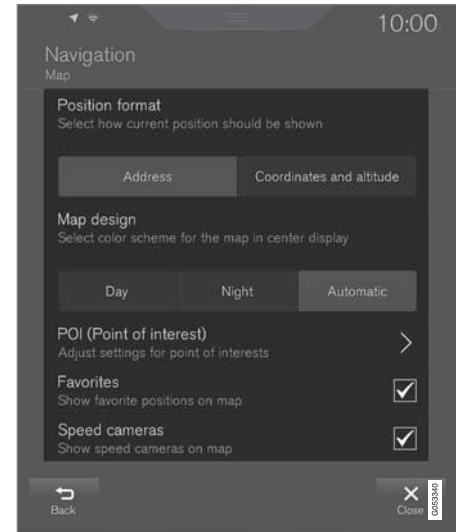 10:00
Navigation
Map
Position format
Select how current position should be shown
Address
Coordinates and altitude
Map design
Select color scheme for the map in center display
Day
Night
Automatic
POI (Point of interest)
Adjust settings for point of interests
Favorites
Show favorite positions on map
Speed cameras
Show speed cameras on map
Back
Close
G053340